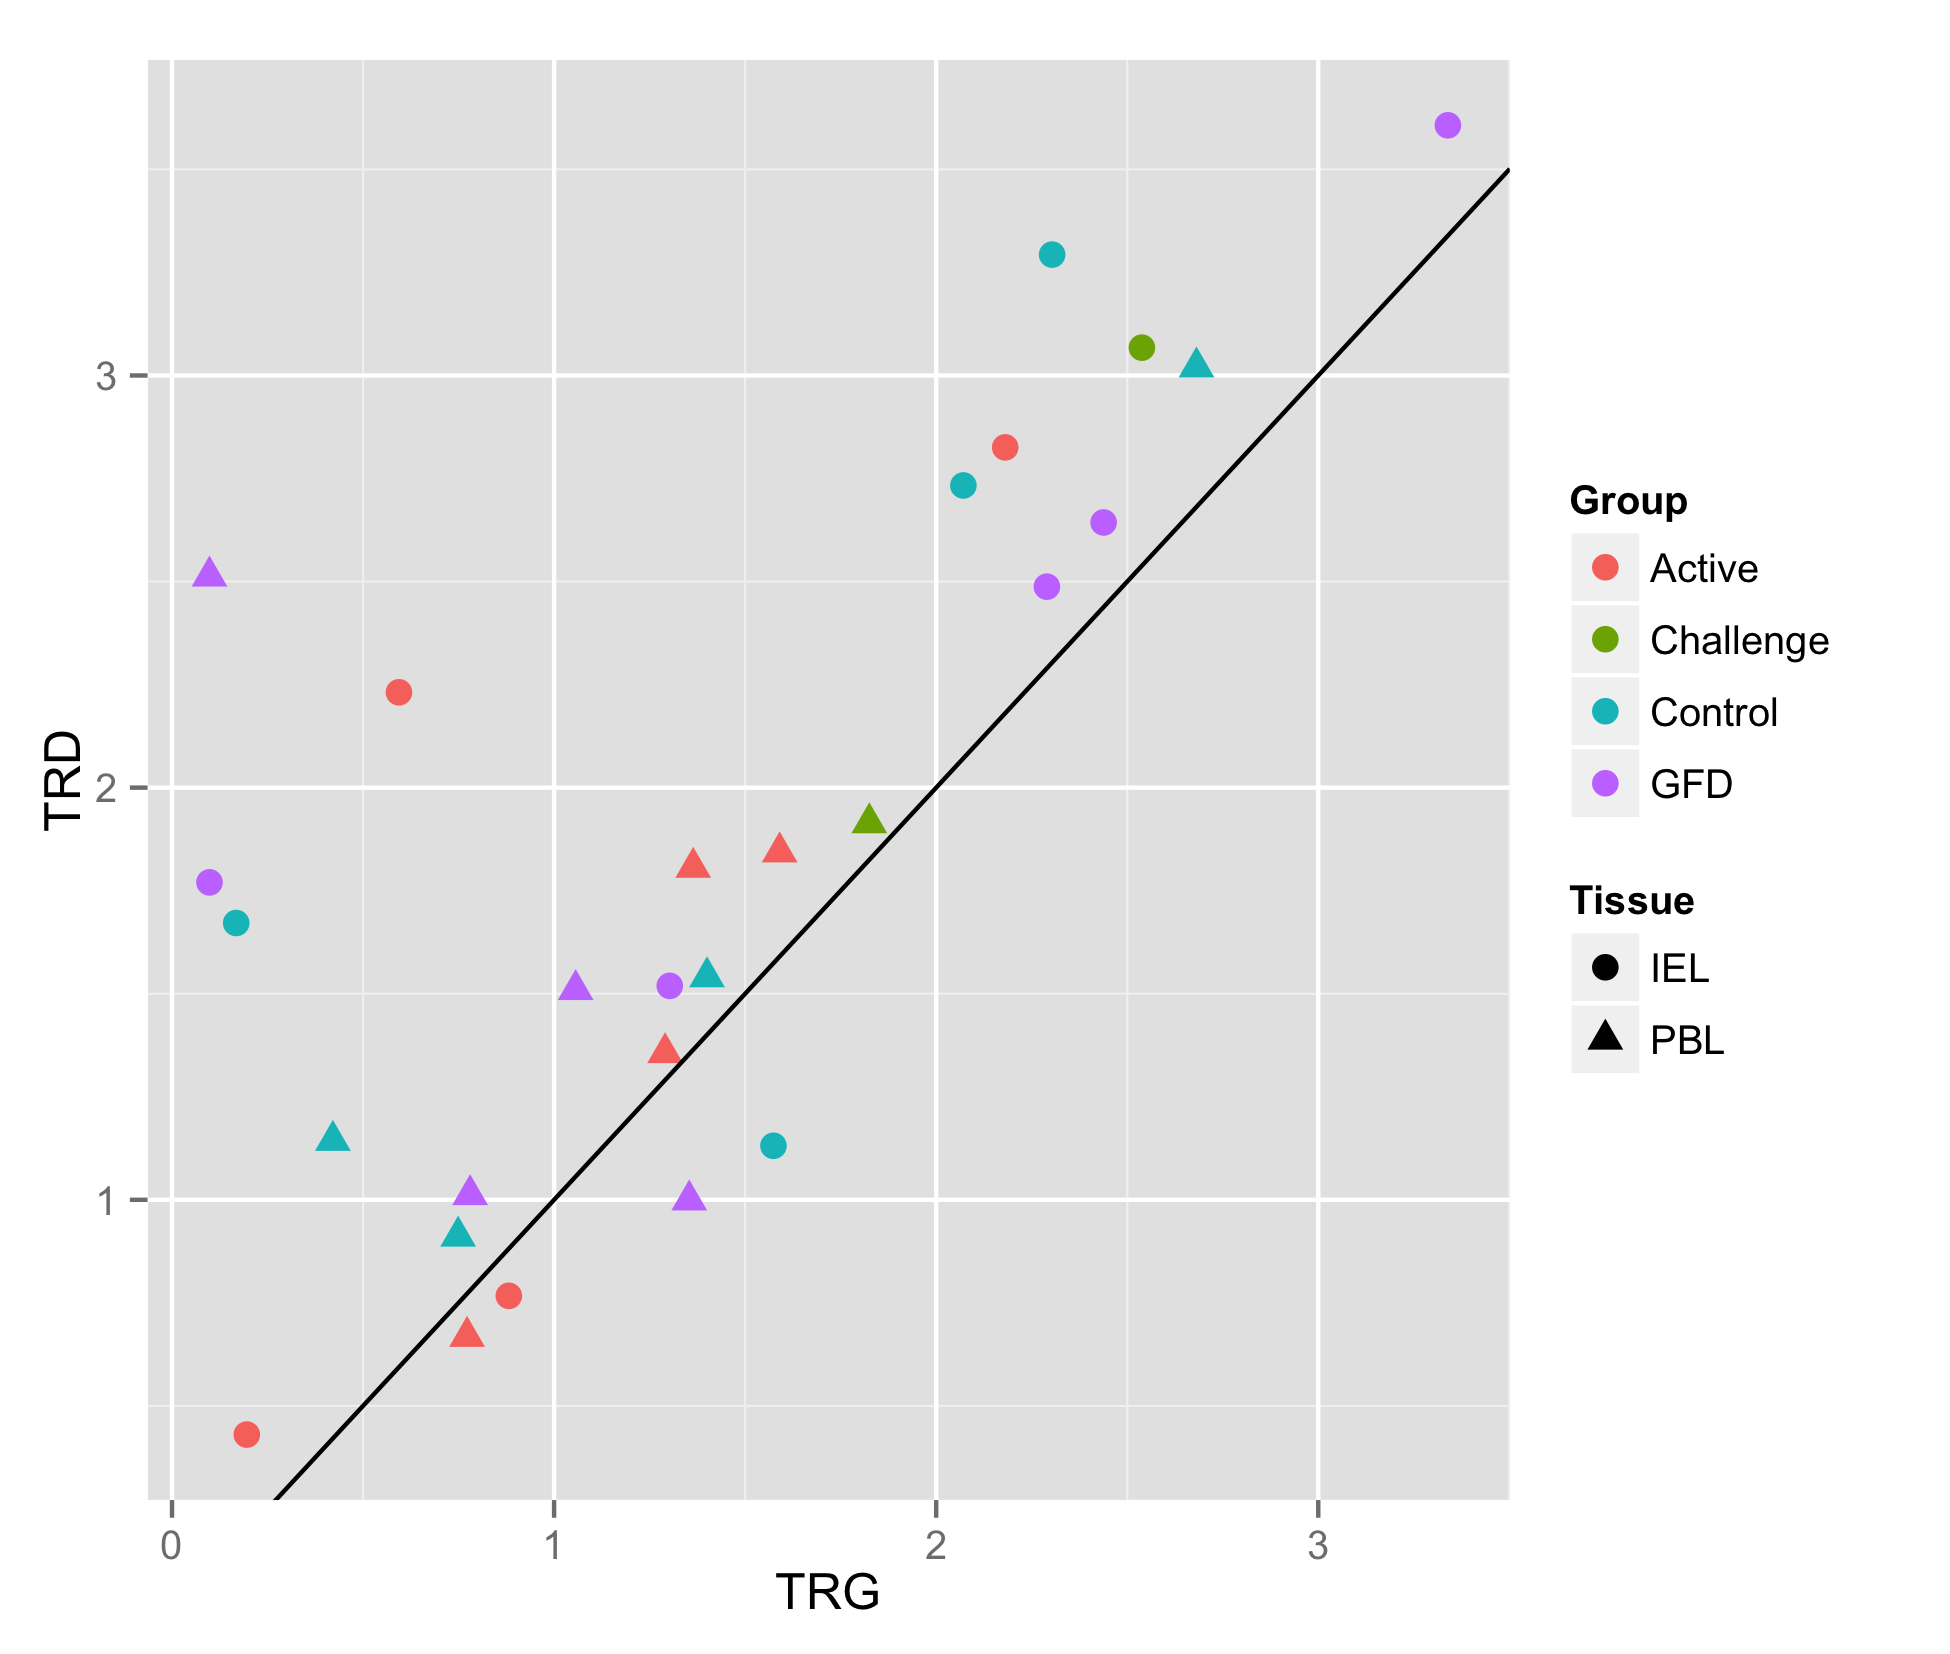 TRD
3
2
1
0 1 2 3
TRG
Group
Active
Challenge
Control
GFD
Tissue
IEL
PBL